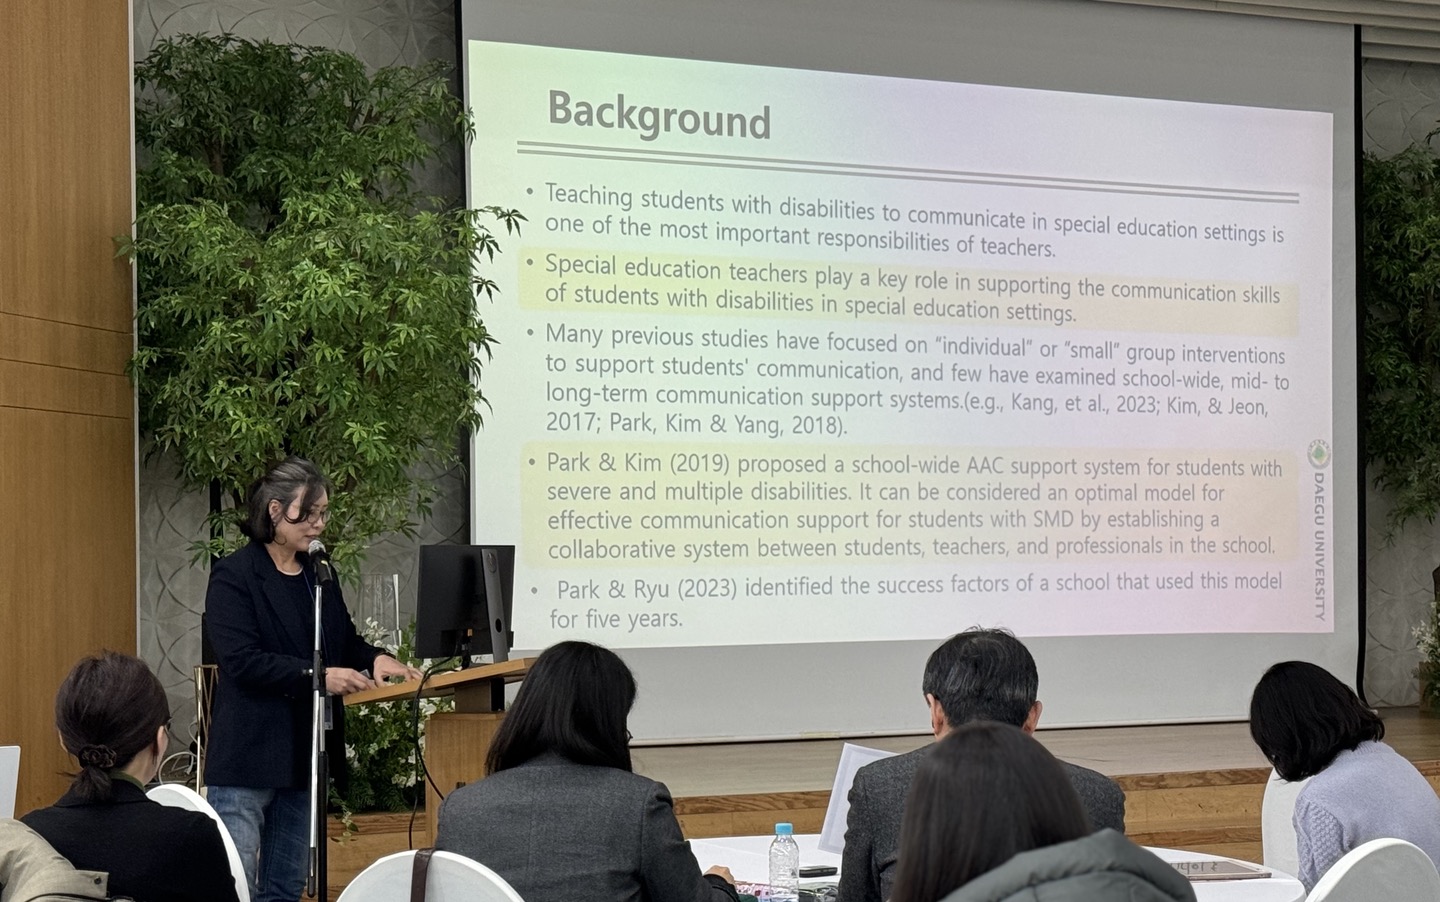 Background
• Teaching students with disabilities to communicate in special education settings is
one of the most important responsibilities of teachers.
• Special education teachers play a key role in supporting the communication skills
of students with disabilities in special education settings.
• Many previous studies have focused on "individual" or "small" group interventions
to support students' communication, and few have examined school-wide, mid- to
long-term communication support systems.(e.g., Kang, et al., 2023; Kim, & Jeon,
2017; Park, Kim & Yang, 2018).
• Park & Kim (2019) proposed a school-wide AAC support system for students with
severe and multiple disabilities. It can be considered an optimal model for
effective communication support for students with SMD by establishing a
collaborative system between students, teachers, and professionals in the school.
• Park & Ryu (2023) identified the success factors of a school that used this model
for five years.
DAEGU UNIVERSITY